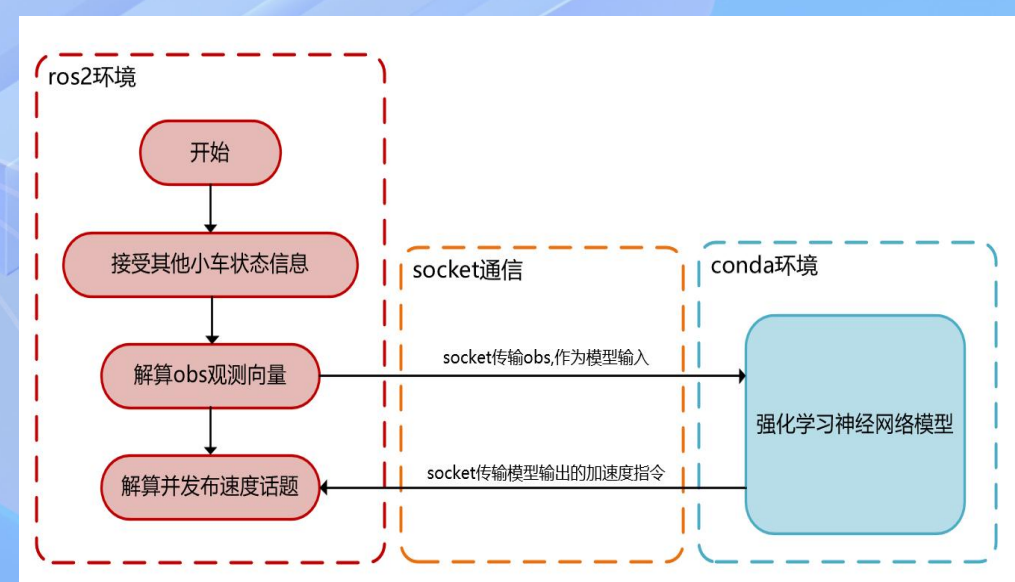 ros2环境
开始
接受其他小车状态信息
解算obs观测向量
解算并发布速度话题
socket通信
socket传输obs,作为模型输入
socket传输模型输出的加速度指令
conda环境
强化学习神经网络模型